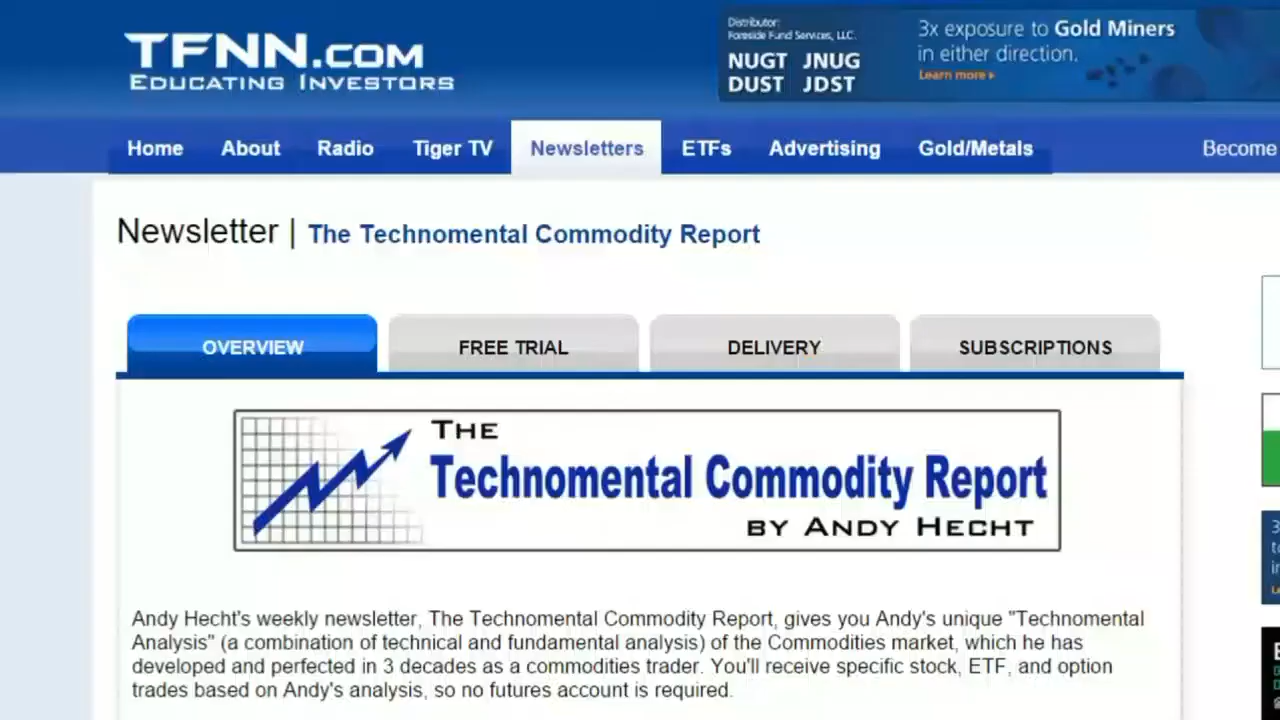 TFNN.COM
EDUCATING INVESTORS
Distributor:
Foreside Fund Services, LLC.
NUGT JNUG
DUST JDST
3x exposure to Gold Miners
in either direction.
Learn more
Home About Radio Tiger TV Newsletters ETFs Advertising Gold/Metals Become
Newsletter | The Technomental Commodity Report
OVERVIEW FREE TRIAL DELIVERY SUBSCRIPTIONS
THE
Technomental Commodity Report
BY ANDY HECHT
Andy Hecht's weekly newsletter, The Technomental Commodity Report, gives you Andy's unique "Technomental
Analysis" (a combination of technical and fundamental analysis) of the Commodities market, which he has
developed and perfected in 3 decades as a commodities trader. You'll receive specific stock, ETF, and option
trades based on Andy's analysis, so no futures account is required.